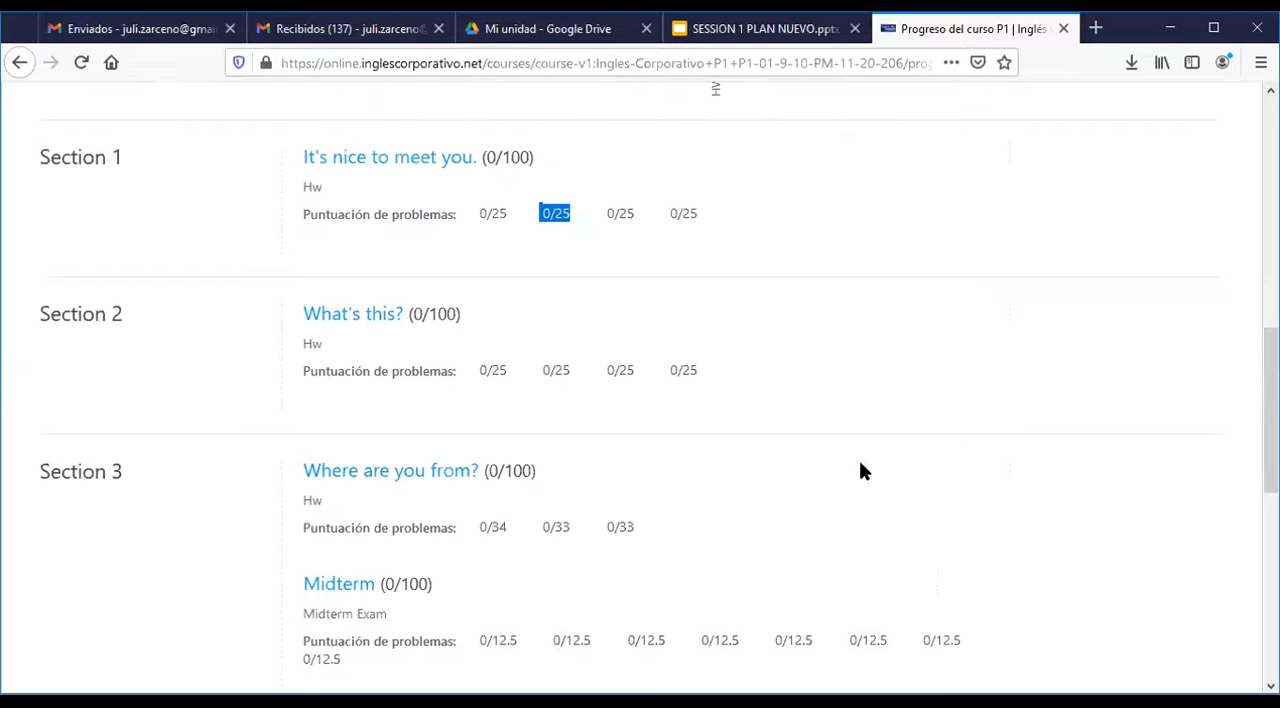 Enviados - juli.zarceno@gmai
Recibidos (137) - juli.zarceno@
Mi unidad - Google Drive
SESSION 1 PLAN NUEVO.pptx
Progreso del curso P1 | Inglés
https://online.inglescorporativo.net/courses/course-v1:Ingles-Corporativo+P1+P1-01-9-10-PM-11-20-206/prog
Section 1
It's nice to meet you. (0/100)
Hw
Puntuación de problemas: 0/25 0/25 0/25 0/25
Section 2
What's this? (0/100)
Hw
Puntuación de problemas: 0/25 0/25 0/25 0/25
Section 3
Where are you from? (0/100)
Hw
Puntuación de problemas: 0/34 0/33 0/33
Midterm (0/100)
Midterm Exam
Puntuación de problemas: 0/12.5 0/12.5 0/12.5 0/12.5 0/12.5 0/12.5 0/12.5
0/12.5